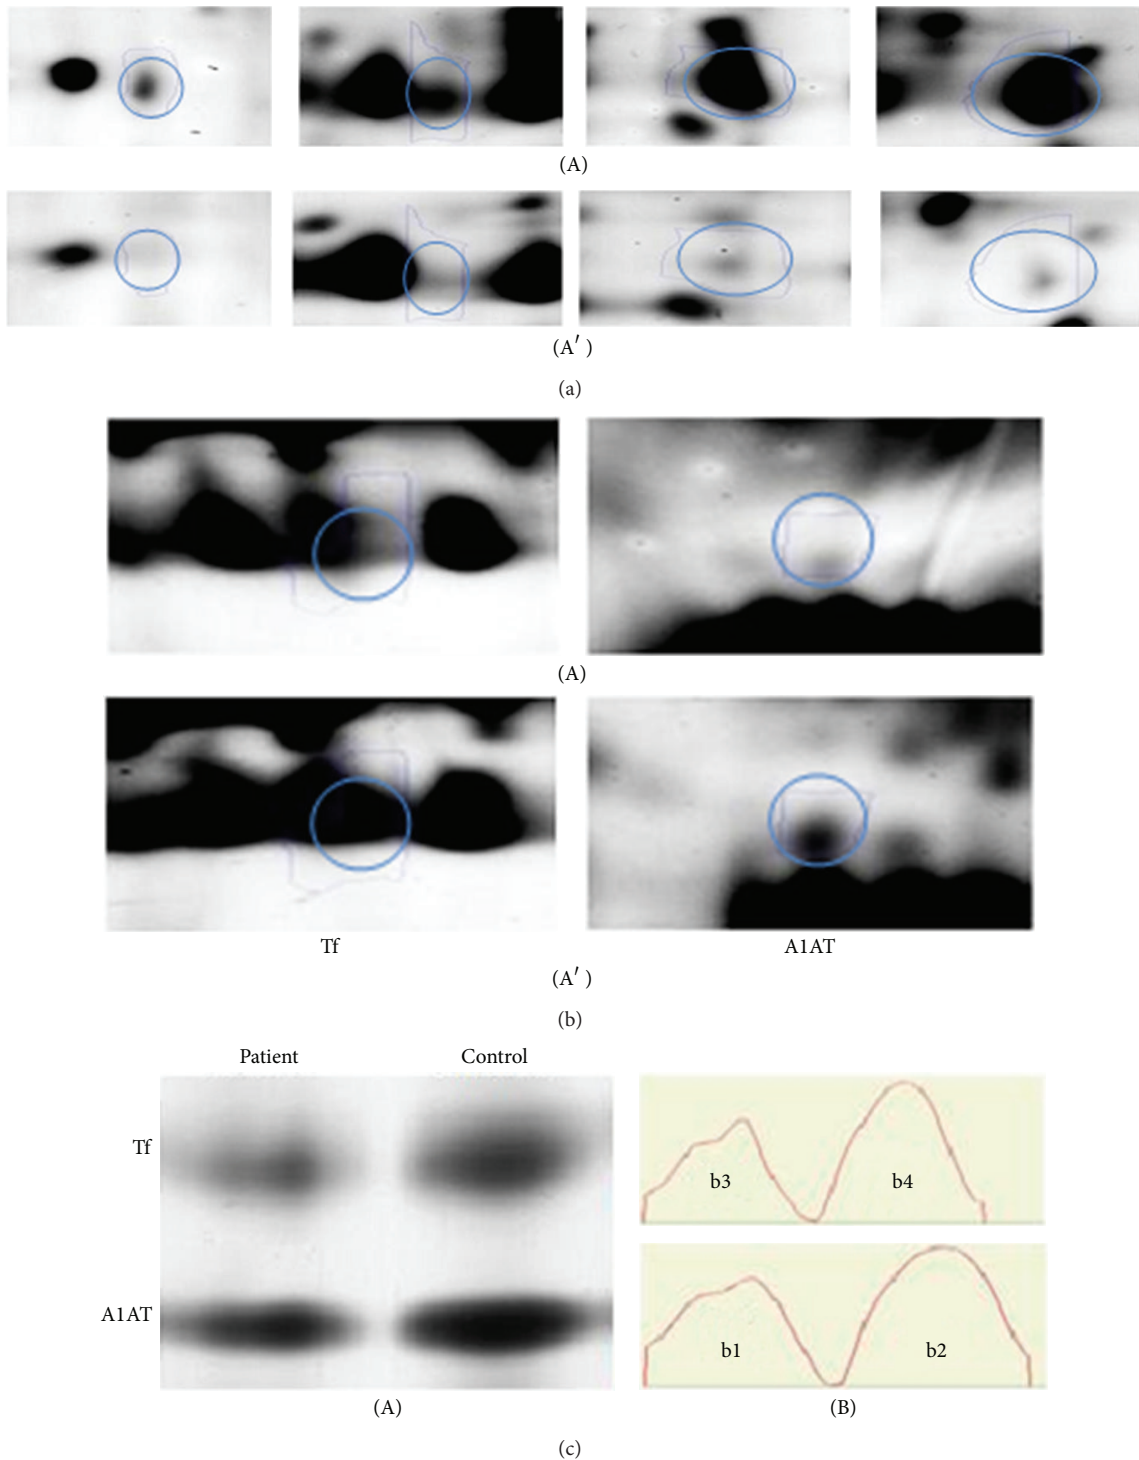 (A)
(A′ )
(a)
(A)
Tf A1AT
(A′ )
(b)
Patient Control
Tf
A1AT
b3 b4
b1 b2
(A) (B)
(c)